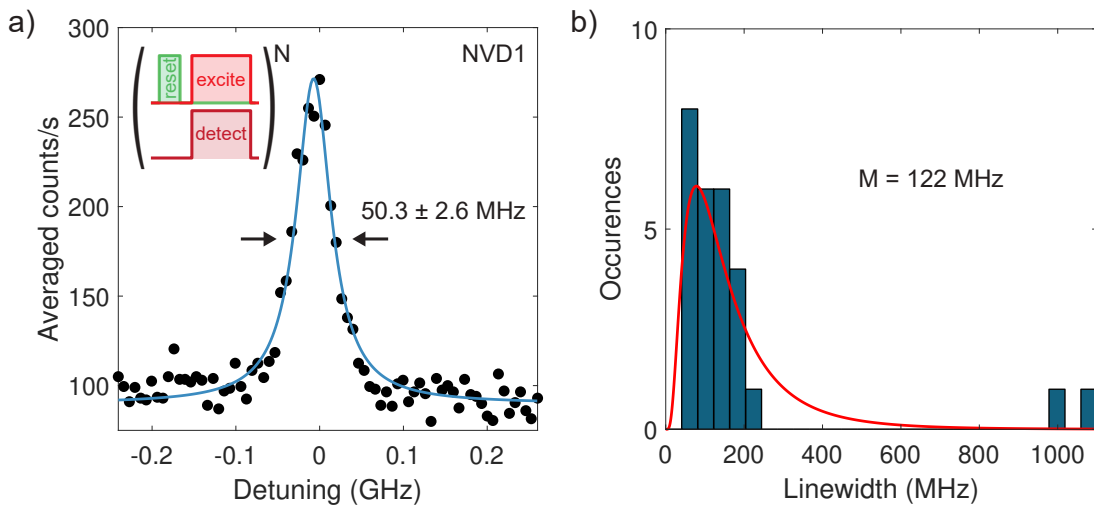 a)
300
250
200
150
100
Averaged counts/s
-0.2
-0.1
0
0.1
0.2
Detuning (GHz)
N
NVD1
reset
excite
detect
50.3 ± 2.6 MHz
b)
10
5
0
Occurences
M = 122 MHz
0
200
400
600
800
1000
Linewidth (MHz)